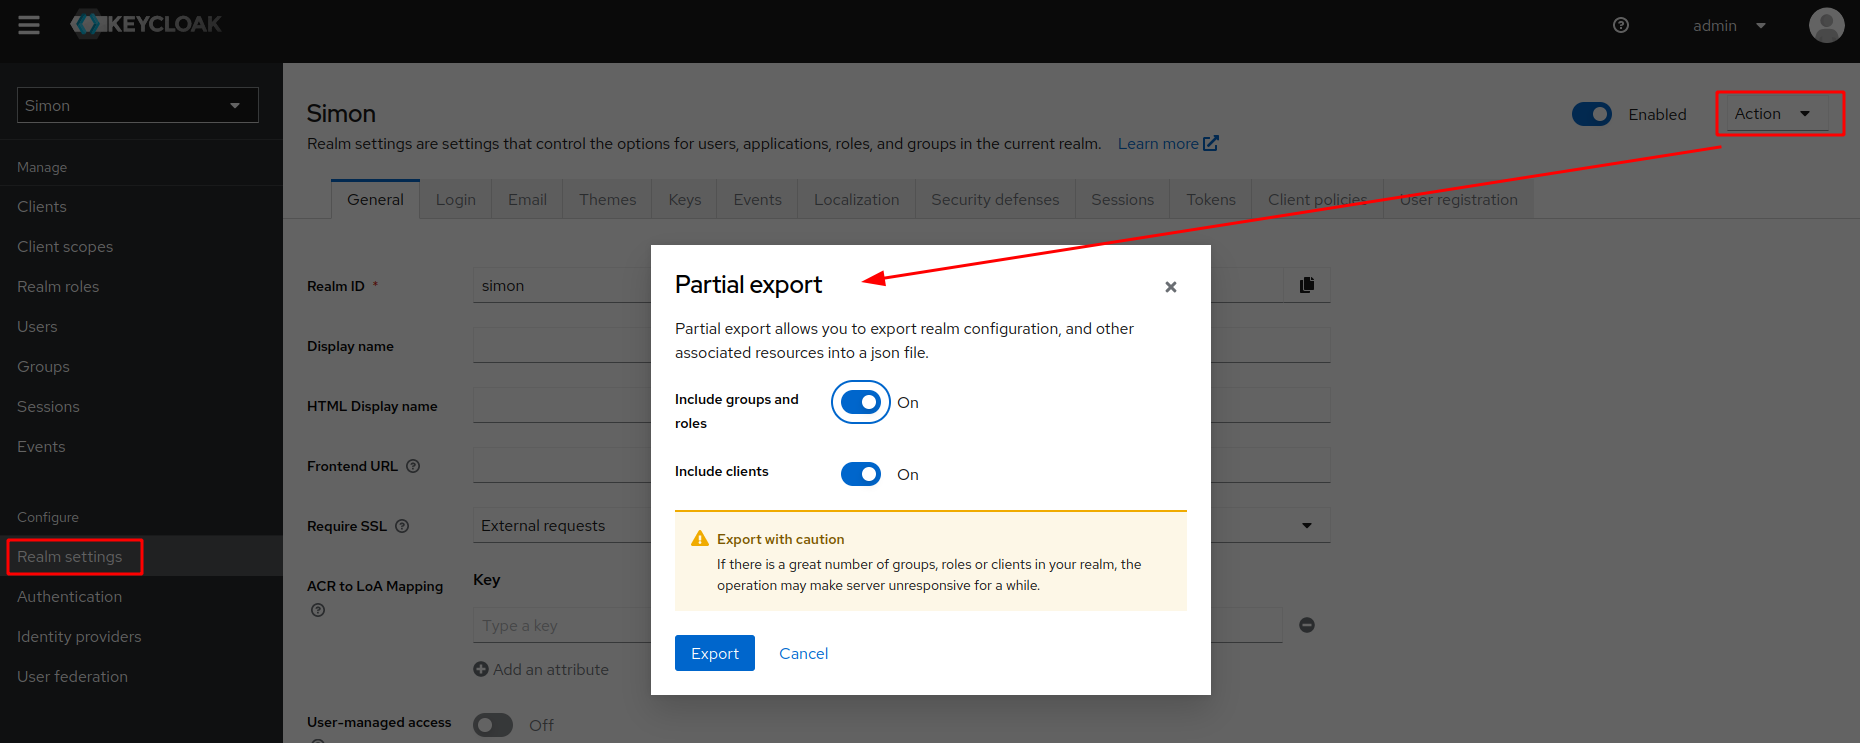 KEYCLOAK
admin
Simon
Manage
Clients
Client scopes
Realm roles
Users
Groups
Sessions
Events
Configure
Realm settings
Authentication
Identity providers
User federation
Simon
Enabled
Action
Realm settings are settings that control the options for users, applications, roles, and groups in the current realm. Learn more
General Login Email Themes Keys Events Localization Security defenses Sessions Tokens Client policies User registration
Realm ID *
simon
Display name
HTML Display name
Frontend URL
Require SSL
External requests
ACR to LoA Mapping
Key
Type a key
Add an attribute
User-managed access
Off
Partial export
Partial export allows you to export realm configuration, and other
associated resources into a json file.
Include groups and
roles
On
Include clients
On
Export with caution
If there is a great number of groups, roles or clients in your realm, the
operation may make server unresponsive for a while.
Export
Cancel